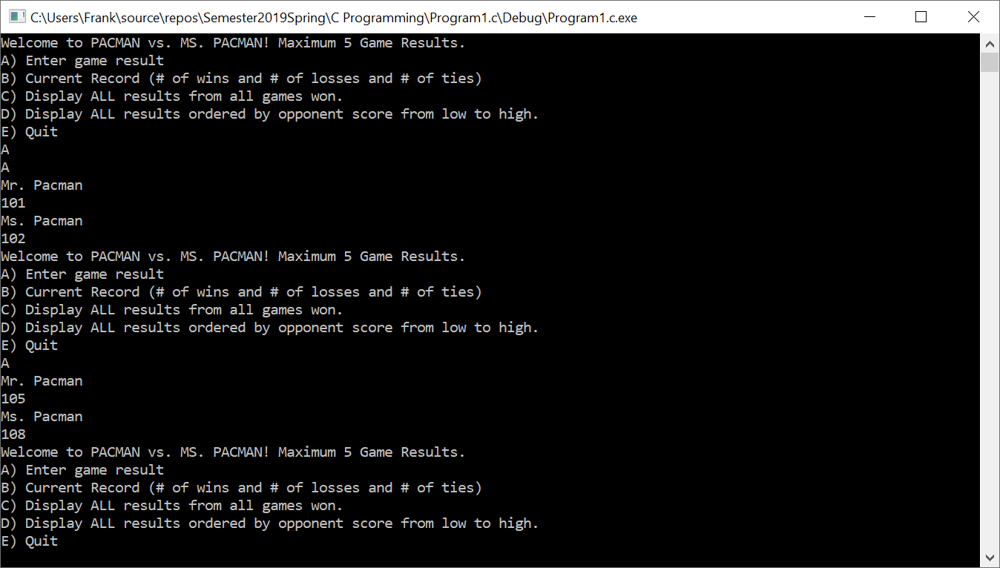 C:\Users\Frank\source\repos\Semester2019Spring\C Programming\Program1.c\Debug\Program1.c.exe
Welcome to PACMAN vs. MS. PACMAN! Maximum 5 Game Results.
A) Enter game result
B) Current Record (# of wins and # of losses and # of ties)
C) Display ALL results from all games won.
D) Display ALL results ordered by opponent score from low to high.
E) Quit
A
A
Mr. Pacman
101
Ms. Pacman
102
Welcome to PACMAN vs. MS. PACMAN! Maximum 5 Game Results.
A) Enter game result
B) Current Record (# of wins and # of losses and # of ties)
C) Display ALL results from all games won.
D) Display ALL results ordered by opponent score from low to high.
E) Quit
A
Mr. Pacman
105
Ms. Pacman
108
Welcome to PACMAN vs. MS. PACMAN! Maximum 5 Game Results.
A) Enter game result
B) Current Record (# of wins and # of losses and # of ties)
C) Display ALL results from all games won.
D) Display ALL results ordered by opponent score from low to high.
E) Quit